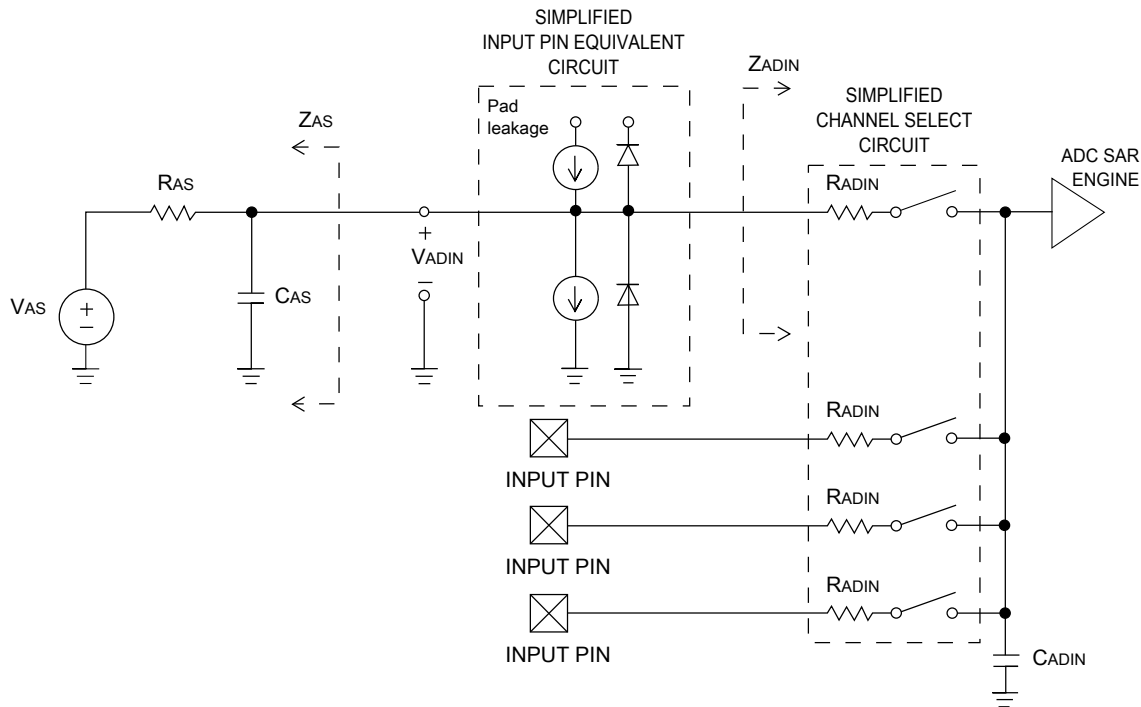 SIMPLIFIED
INPUT PIN EQUIVALENT
CIRCUIT
Pad
leakage
ZADIN
SIMPLIFIED
CHANNEL SELECT
CIRCUIT
ADC SAR
ENGINE
ZAS
RAS
RADIN
+
VADIN
−
VAS
+
−
CAS
RADIN
INPUT PIN
RADIN
INPUT PIN
RADIN
INPUT PIN
CADIN